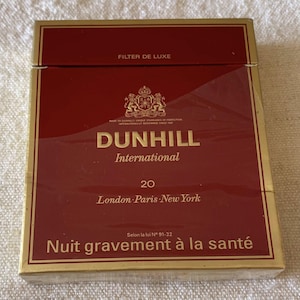 FILTER DE LUXE
DUNHILL
International
20
London·Paris·New York
Selon la loi N° 91-32
Nuit gravement à la santé